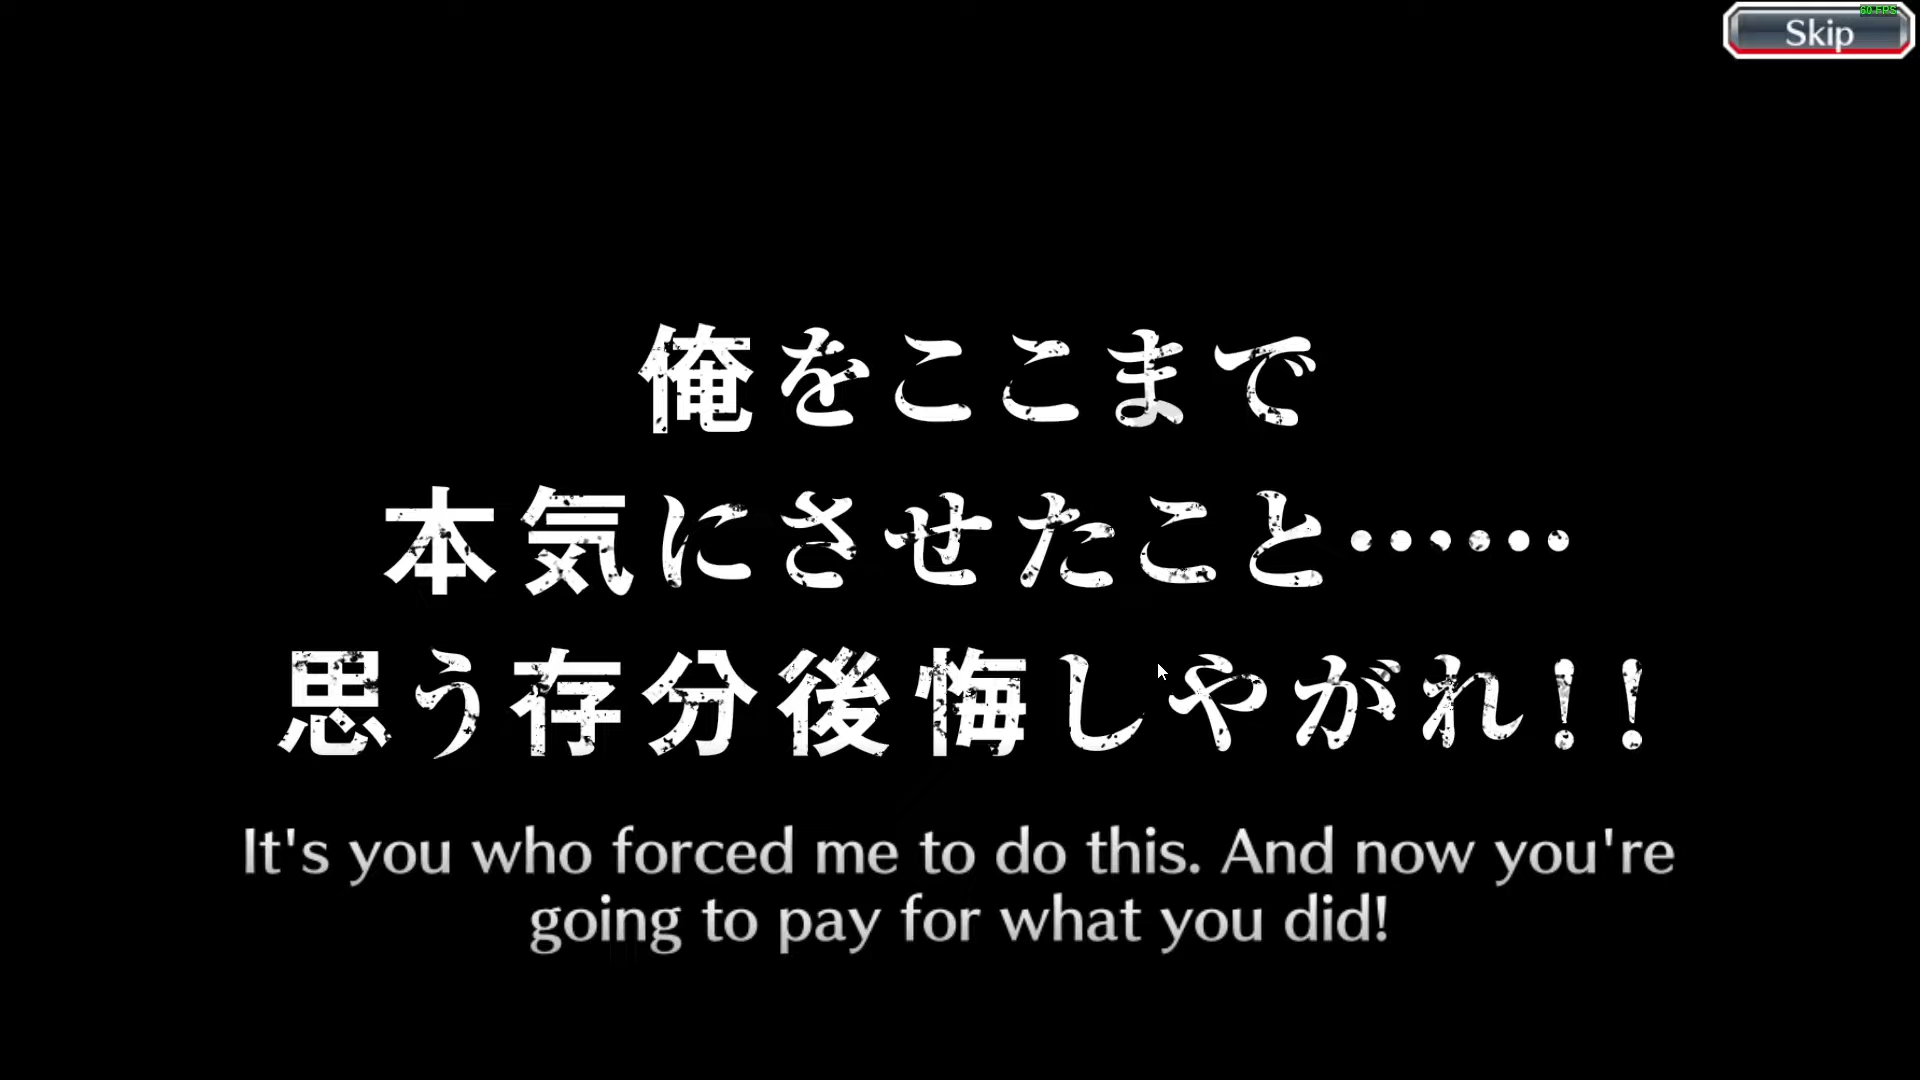 60 FPS
Skip
俺をここまで
本気にさせたこと……
思う存分後悔しやがれ！！
It's you who forced me to do this. And now you're
going to pay for what you did!